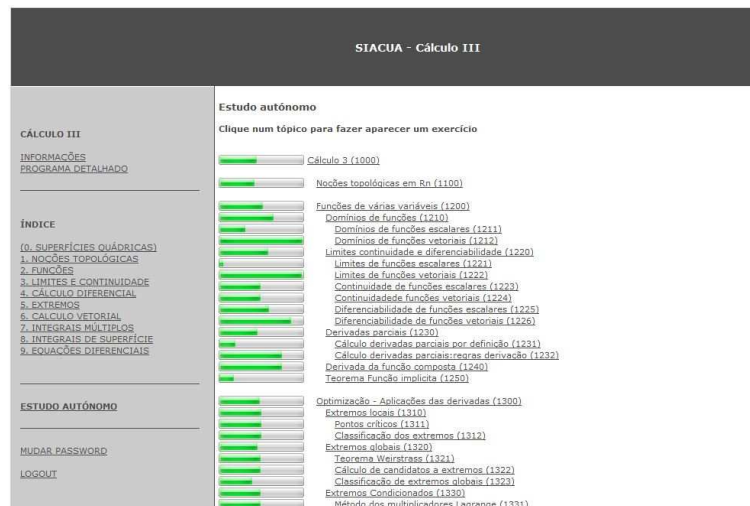 SIACUA - Cálculo III
CÁLCULO III
INFORMAÇÕES
PROGRAMA DETALHADO
ÍNDICE
(0. SUPERFÍCIES QUÁDRICAS)
1. NOÇÕES TOPOLÓGICAS
2. FUNÇÕES
3. LIMITES E CONTINUIDADE
4. CÁLCULO DIFERENCIAL
5. EXTREMOS
6. CALCULO VETORIAL
7. INTEGRAIS MÚLTIPLOS
8. INTEGRAIS DE SUPERFÍCIE
9. EQUAÇÕES DIFERENCIAIS
ESTUDO AUTÓNOMO
MUDAR PASSWORD
LOGOUT
Estudo autónomo
Clique num tópico para fazer aparecer um exercício
Cálculo 3 (1000)
Noções topológicas em Rn (1100)
Funções de várias variáveis (1200)
Domínios de funções (1210)
Domínios de funções escalares (1211)
Domínios de funções vetoriais (1212)
Limites continuidade e diferenciabilidade (1220)
Limites de funções escalares (1221)
Limites de funções vetoriais (1222)
Continuidade de funções escalares (1223)
Continuidadede funções vetoriais (1224)
Diferenciabilidade de funções escalares (1225)
Diferenciabilidade de funções vetoriais (1226)
Derivadas parciais (1230)
Cálculo derivadas parciais por definição (1231)
Cálculo derivadas parciais:regras derivação (1232)
Derivada da função composta (1240)
Teorema Função implicita (1250)
Optimização - Aplicações das derivadas (1300)
Extremos locais (1310)
Pontos críticos (1311)
Classificação dos extremos (1312)
Extremos globais (1320)
Teorema Weirstrass (1321)
Cálculo de candidatos a extremos (1322)
Classificação de extremos globais (1323)
Extremos Condicionados (1330)
Método dos multiplicadores Lagrange (1331)